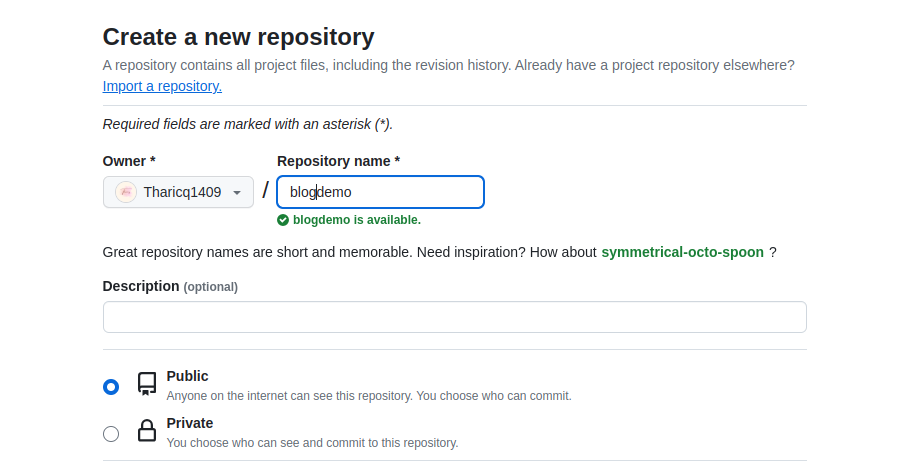 Create a new repository
A repository contains all project files, including the revision history. Already have a project repository elsewhere?
Import a repository.
Required fields are marked with an asterisk (*).
Owner * Repository name *
Tharicq1409 / blogdemo
blogdemo is available.
Great repository names are short and memorable. Need inspiration? How about symmetrical-octo-spoon ?
Description (optional)
Public
Anyone on the internet can see this repository. You choose who can commit.
Private
You choose who can see and commit to this repository.